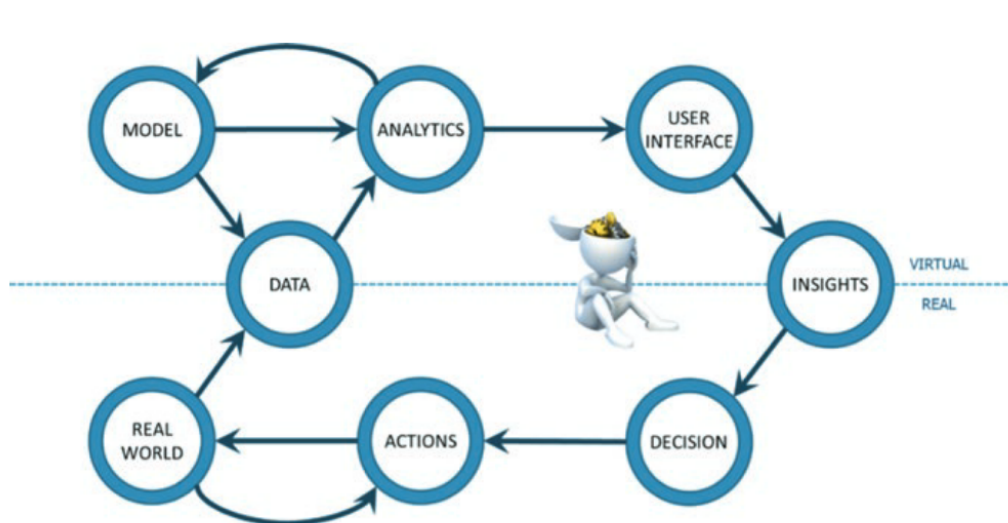 MODEL
ANALYTICS
USER
INTERFACE
DATA
INSIGHTS
VIRTUAL
REAL
REAL
WORLD
ACTIONS
DECISION